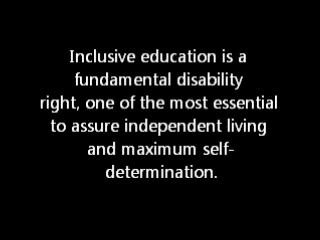 Inclusive education is a
fundamental disability
right, one of the most essential
to assure independent living
and maximum self-
determination.